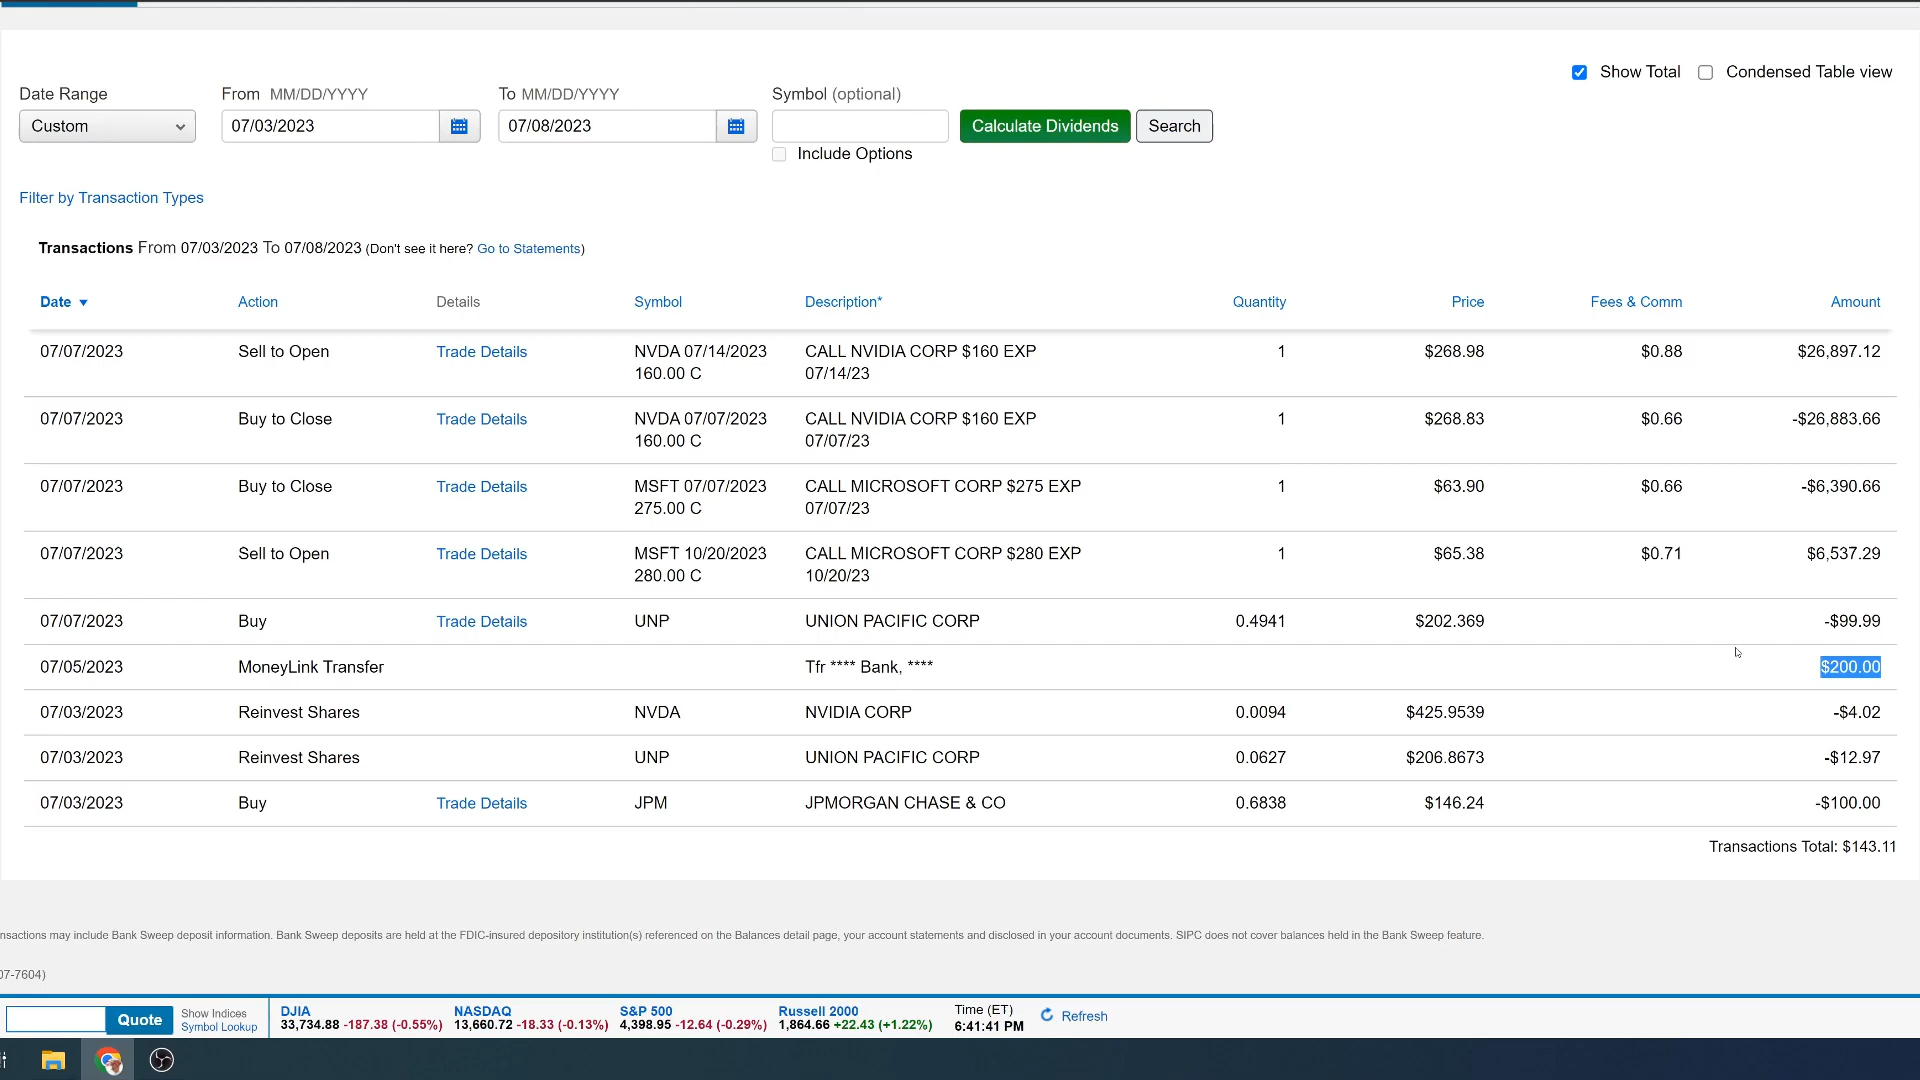 Show Total Condensed Table view
Date Range From MM/DD/YYYY To MM/DD/YYYY Symbol (optional)
Custom 07/03/2023 07/08/2023 Calculate Dividends Search
Include Options
Filter by Transaction Types
Transactions From 07/03/2023 To 07/08/2023 (Don't see it here? Go to Statements)
Date Action Details Symbol Description* Quantity Price Fees & Comm Amount
07/07/2023 Sell to Open Trade Details NVDA 07/14/2023 CALL NVIDIA CORP $160 EXP 1 $268.98 $0.88 $26,897.12
160.00 C 07/14/23
07/07/2023 Buy to Close Trade Details NVDA 07/07/2023 CALL NVIDIA CORP $160 EXP 1 $268.83 $0.66 -$26,883.66
160.00 C 07/07/23
07/07/2023 Buy to Close Trade Details MSFT 07/07/2023 CALL MICROSOFT CORP $275 EXP 1 $63.90 $0.66 -$6,390.66
275.00 C 07/07/23
07/07/2023 Sell to Open Trade Details MSFT 10/20/2023 CALL MICROSOFT CORP $280 EXP 1 $65.38 $0.71 $6,537.29
280.00 C 10/20/23
07/07/2023 Buy Trade Details UNP UNION PACIFIC CORP 0.4941 $202.369 -$99.99
07/05/2023 MoneyLink Transfer Tfr **** Bank, **** $200.00
07/03/2023 Reinvest Shares NVDA NVIDIA CORP 0.0094 $425.9539 -$4.02
07/03/2023 Reinvest Shares UNP UNION PACIFIC CORP 0.0627 $206.8673 -$12.97
07/03/2023 Buy Trade Details JPM JPMORGAN CHASE & CO 0.6838 $146.24 -$100.00
Transactions Total: $143.11
nsactions may include Bank Sweep deposit information. Bank Sweep deposits are held at the FDIC-insured depository institution(s) referenced on the Balances detail page, your account statements and disclosed in your account documents. SIPC does not cover balances held in the Bank Sweep feature.
07-7604)
Quote Show Indices DJIA NASDAQ S&P 500 Russell 2000 Time (ET) Refresh
Symbol Lookup 33,734.88 -187.38 (-0.55%) 13,660.72 -18.33 (-0.13%) 4,398.95 -12.64 (-0.29%) 1,864.66 +22.43 (+1.22%) 6:41:41 PM